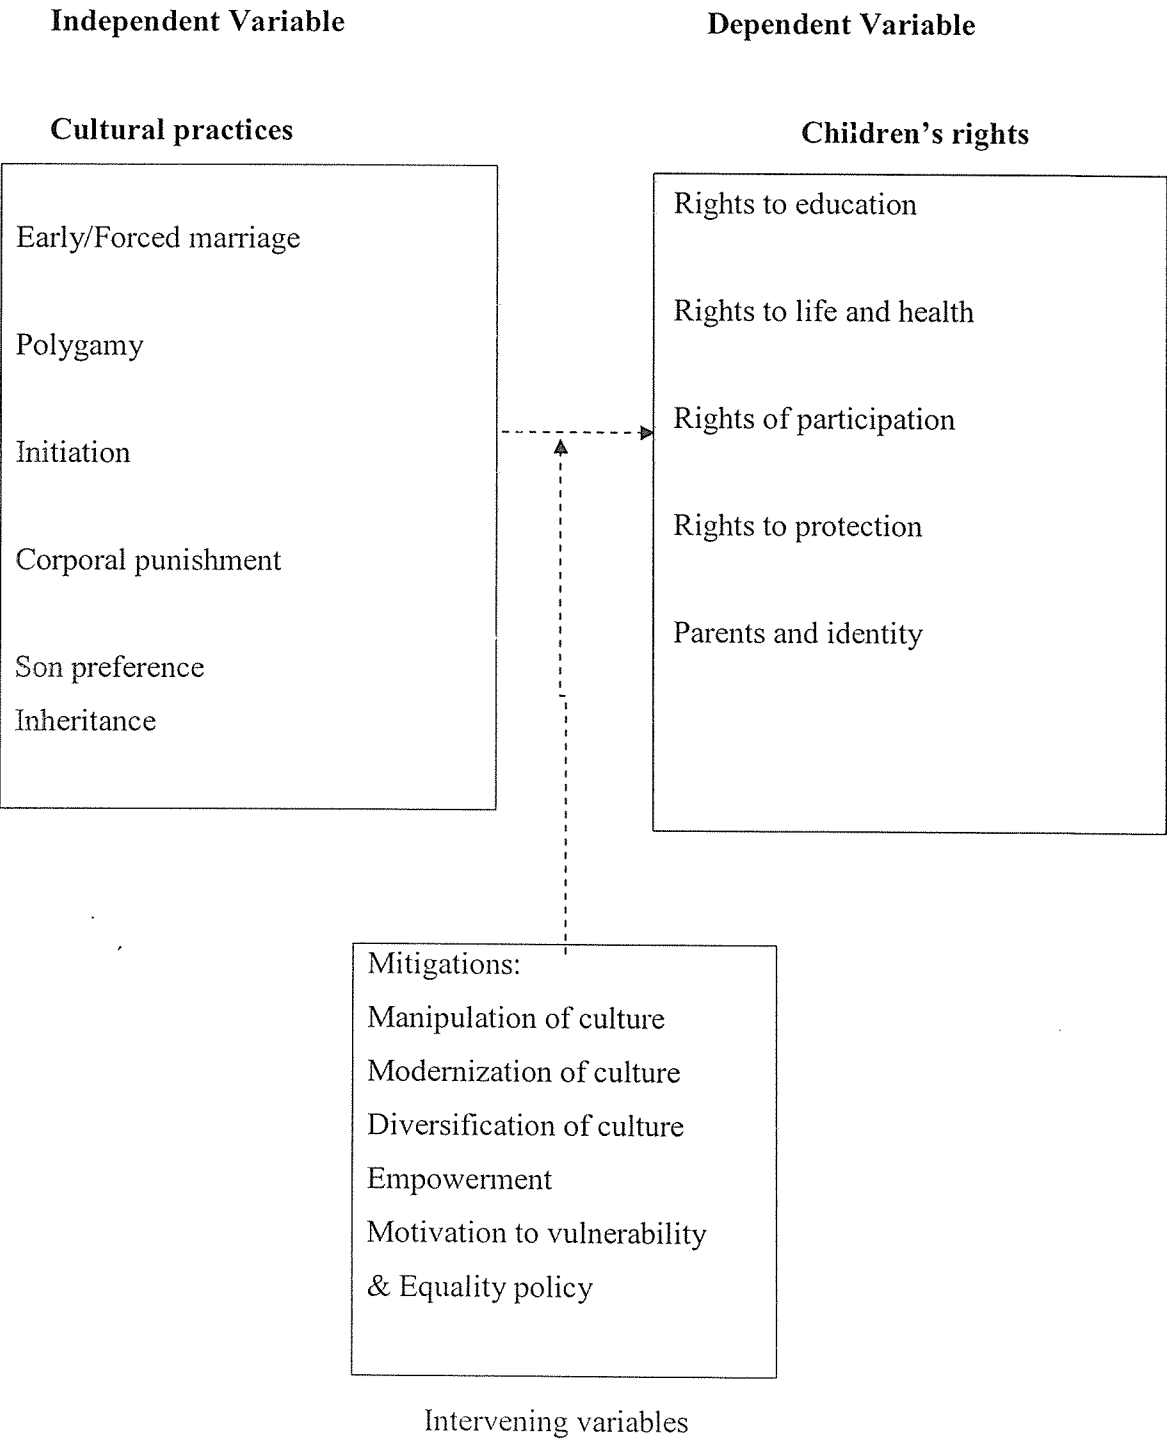 Independent Variable
Dependent Variable
Cultural practices
Children's rights
Early/Forced marriage
Polygamy
Initiation
Corporal punishment
Son preference
Inheritance
Rights to education
Rights to life and health
Rights of participation
Rights to protection
Parents and identity
Mitigations:
Manipulation of culture
Modernization of culture
Diversification of culture
Empowerment
Motivation to vulnerability
& Equality policy
Intervening variables